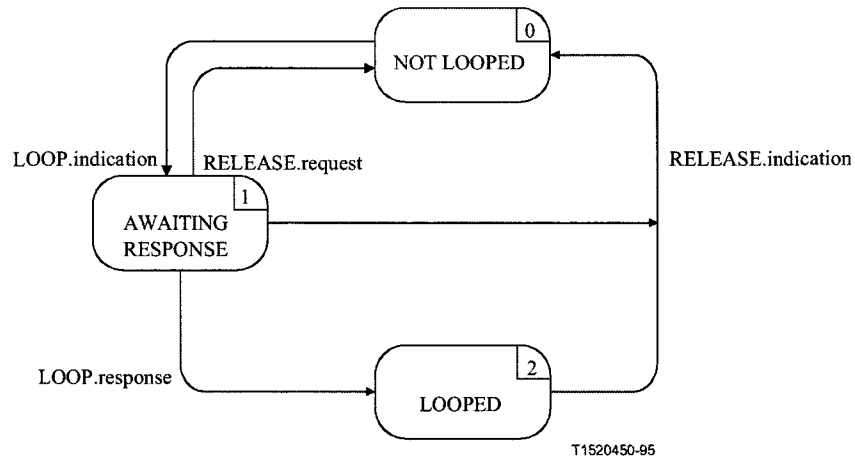 0
NOT LOOPED
LOOP.indication
RELEASE.request
RELEASE.indication
1
AWAITING
RESPONSE
LOOP.response
2
LOOPED
T1520450-95